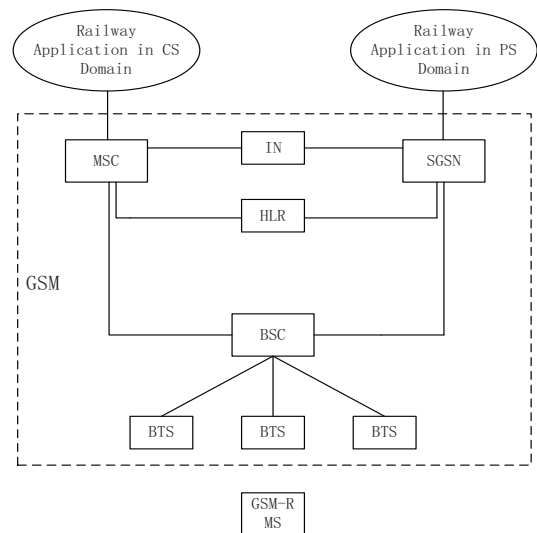 Railway
Application in CS
Domain
Railway
Application in PS
Domain
IN
MSC
SGSN
HLR
GSM
BSC
BTS
BTS
BTS
GSM-R
MS